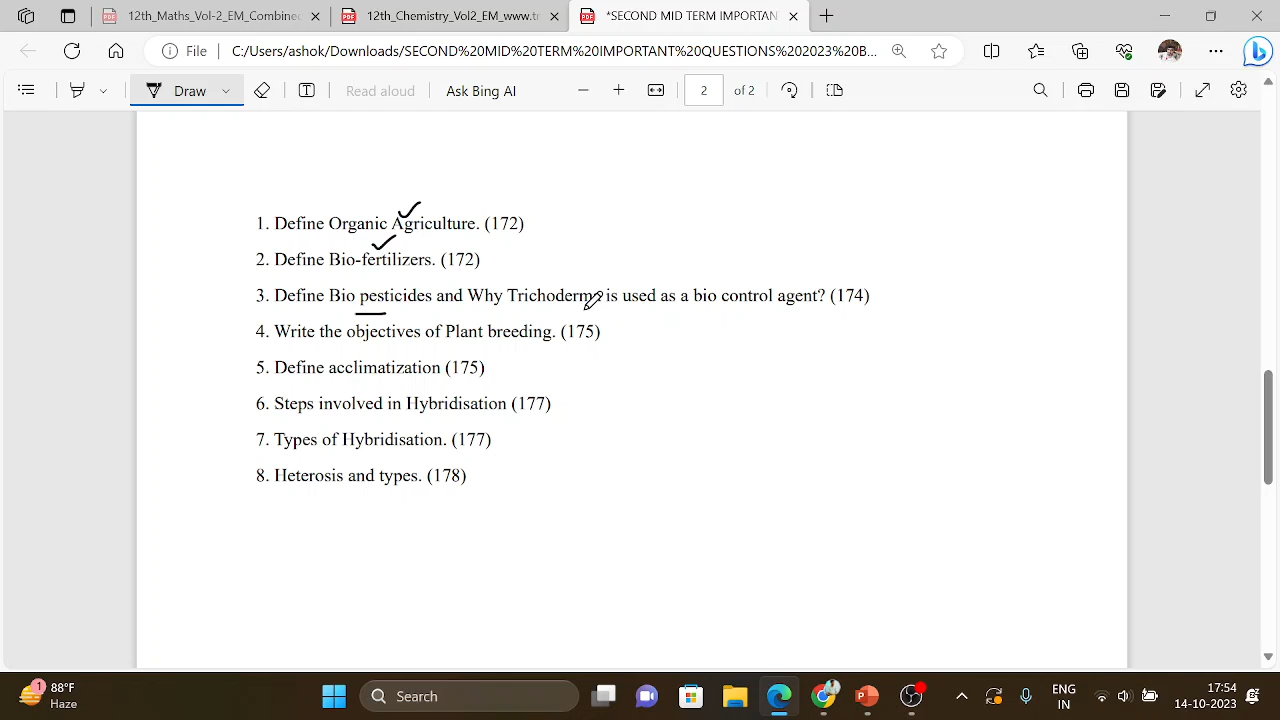 12th_Maths_Vol-2_EM_Combine
12th_Chemistry_Vol2_EM_www.t
*SECOND MID TERM IMPORTANT
File
C:/Users/ashok/Downloads/SECOND%20MID%20TERM%20IMPORTANT%20QUESTIONS%202023%20B...
Draw
Read aloud
Ask Bing AI
2
of 2
1. Define Organic Agriculture. (172)
2. Define Bio-fertilizers. (172)
3. Define Bio pesticides and Why Trichoderma is used as a bio control agent? (174)
4. Write the objectives of Plant breeding. (175)
5. Define acclimatization (175)
6. Steps involved in Hybridisation (177)
7. Types of Hybridisation. (177)
8. Heterosis and types. (178)
1
88°F
Haze
Search
ENG
IN
17:54
14-10-2023